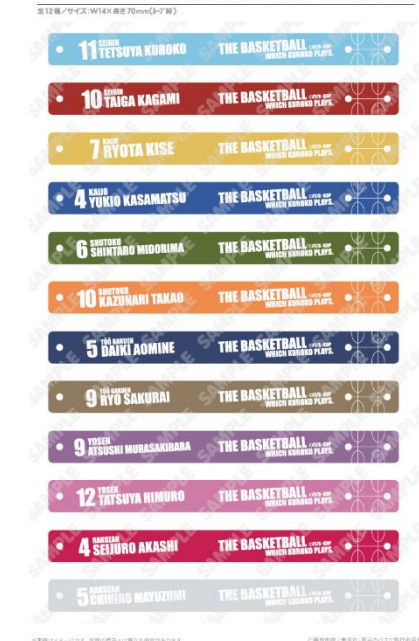 全12種/サイズ:W14×長さ70mm(ループ時)
11 SEIRIN TETSUYA KUROKO THE BASKETBALL WHICH KUROKO PLAYS.
10 SEIRIN TAIGA KAGAMI THE BASKETBALL WHICH KUROKO PLAYS.
7 KAIJO RYOTA KISE THE BASKETBALL WHICH KUROKO PLAYS.
4 KAIJO YUKIO KASAMATSU THE BASKETBALL WHICH KUROKO PLAYS.
6 SHUTOKU SHINTARO MIDORIMA THE BASKETBALL WHICH KUROKO PLAYS.
10 SHUTOKU KAZUNARI TAKAO THE BASKETBALL WHICH KUROKO PLAYS.
5 TOO GAKUEN DAIKI AOMINE THE BASKETBALL WHICH KUROKO PLAYS.
9 TOO GAKUEN RYO SAKURAI THE BASKETBALL WHICH KUROKO PLAYS.
9 YOSEN ATSUSHI MURASAKIBARA THE BASKETBALL WHICH KUROKO PLAYS.
12 YOSEN TATSUYA HIMURO THE BASKETBALL WHICH KUROKO PLAYS.
4 RAKUZAN SEIJURO AKASHI THE BASKETBALL WHICH KUROKO PLAYS.
5 RAKUZAN CHIHIRO MAYUZUMI THE BASKETBALL WHICH KUROKO PLAYS.
SAMPLE